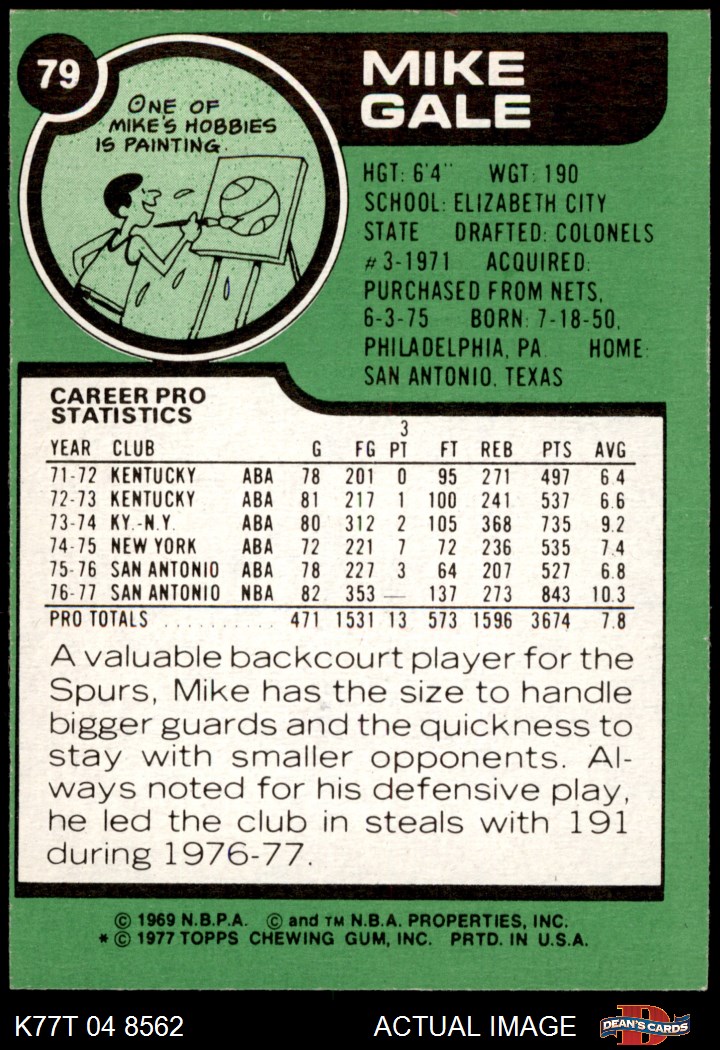 79
ONE OF
MIKE'S HOBBIES
IS PAINTING.
MIKE
GALE
HGT: 6'4" WGT: 190
SCHOOL: ELIZABETH CITY
STATE DRAFTED: COLONELS
#3-1971 ACQUIRED:
PURCHASED FROM NETS,
6-3-75 BORN: 7-18-50,
PHILADELPHIA, PA. HOME:
SAN ANTONIO, TEXAS
CAREER PRO
STATISTICS
YEAR CLUB G FG 3 PT FT REB PTS AVG
71-72 KENTUCKY ABA 78 201 0 95 271 497 6.4
72-73 KENTUCKY ABA 81 217 1 100 241 537 6.6
73-74 KY.-N.Y. ABA 80 312 2 105 368 735 9.2
74-75 NEW YORK ABA 72 221 7 72 236 535 7.4
75-76 SAN ANTONIO ABA 78 227 3 64 207 527 6.8
76-77 SAN ANTONIO NBA 82 353 — 137 273 843 10.3
PRO TOTALS .......... 471 1531 13 573 1596 3674 7.8
A valuable backcourt player for the
Spurs, Mike has the size to handle
bigger guards and the quickness to
stay with smaller opponents. Al-
ways noted for his defensive play,
he led the club in steals with 191
during 1976-77.
© 1969 N.B.P.A. © and TM N.B.A. PROPERTIES, INC.
* © 1977 TOPPS CHEWING GUM, INC. PRTD. IN U.S.A.
K77T 04 8562 ACTUAL IMAGE D DEAN'S CARDS